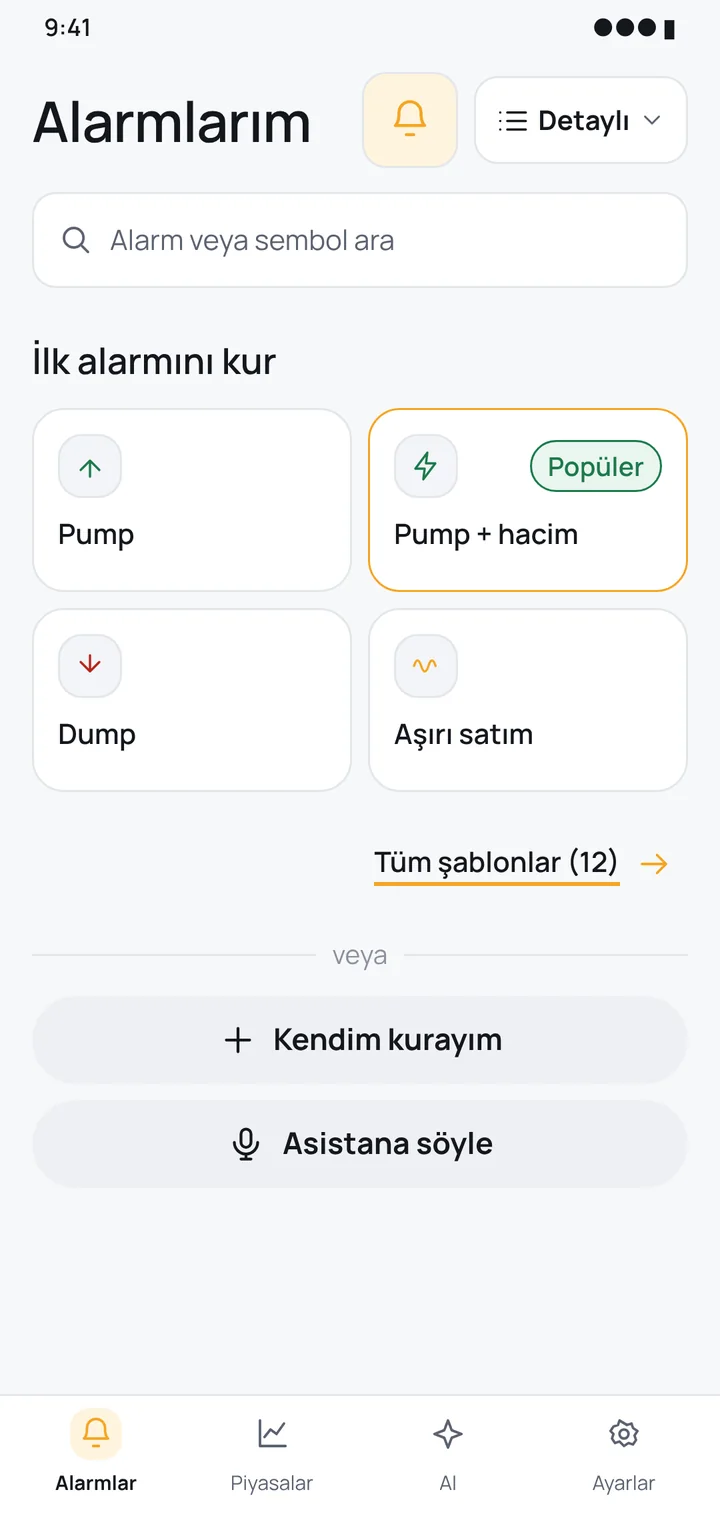 9:41
Alarmlarım
Detaylı
Alarm veya sembol ara
İlk alarmını kur
Pump
Popüler
Pump + hacim
Dump
Aşırı satım
Tüm şablonlar (12)
veya
Kendim kurayım
Asistana söyle
Alarmlar
Piyasalar
AI
Ayarlar